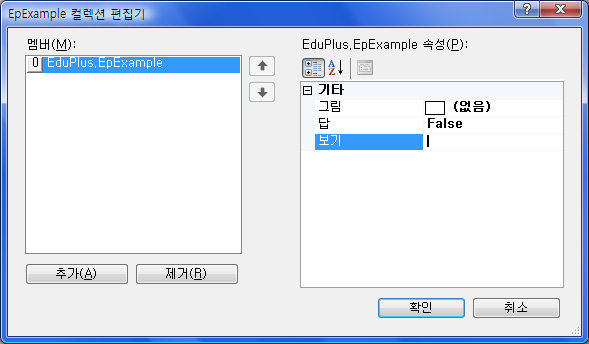 EpExample 컬렉션 편집기
멤버(M):
0 EduPlus.EpExample
추가(A)
제거(R)
EduPlus.EpExample 속성(P):
기타
그림 (없음)
답 False
보기
확인
취소